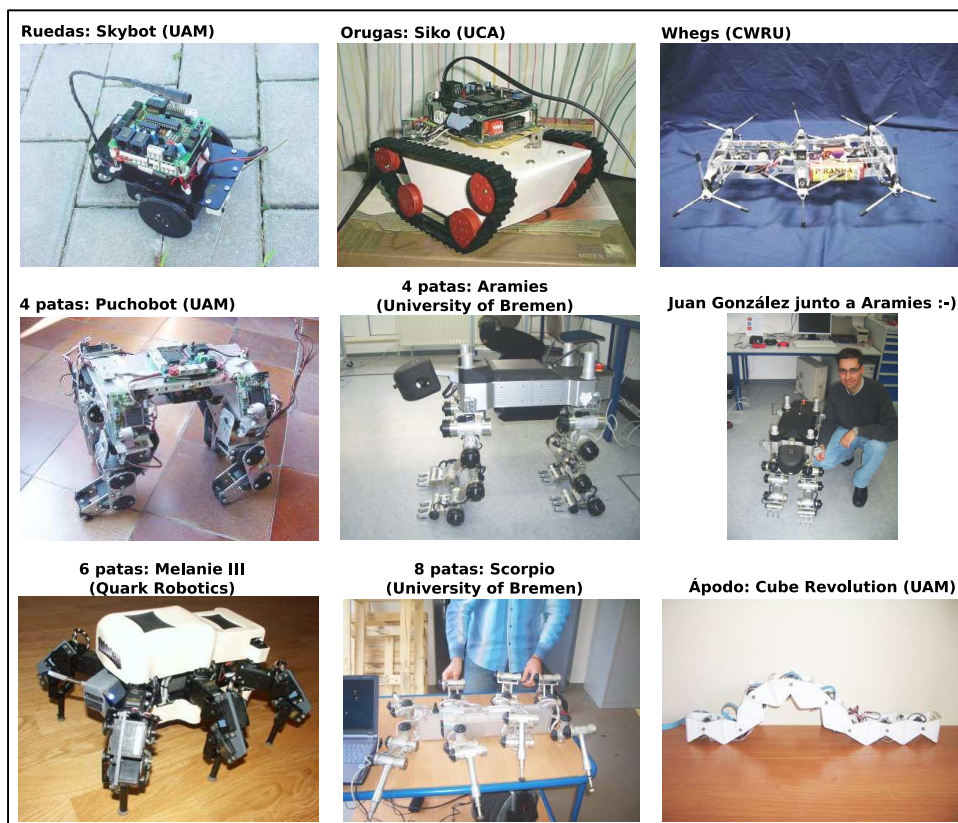 Ruedas: Skybot (UAM)
Orugas: Siko (UCA)
Whegs (CWRU)
PIRANHA
4 patas: Puchobot (UAM)
4 patas: Aramies
(University of Bremen)
Juan González junto a Aramies :-)
6 patas: Melanie III
(Quark Robotics)
8 patas: Scorpio
(University of Bremen)
Ápodo: Cube Revolution (UAM)